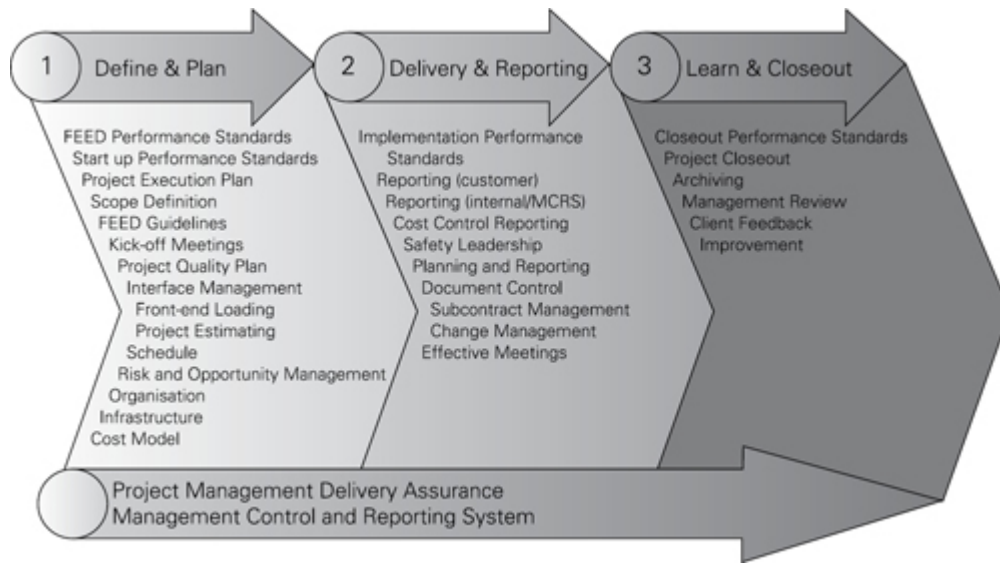 1
Define & Plan
FEED Performance Standards
Start up Performance Standards
Project Execution Plan
Scope Definition
FEED Guidelines
Kick-off Meetings
Project Quality Plan
Interface Management
Front-end Loading
Project Estimating
Schedule
Risk and Opportunity Management
Organisation
Infrastructure
Cost Model
2
Delivery & Reporting
Implementation Performance
Standards
Reporting (customer)
Reporting (internal/MCRS)
Cost Control Reporting
Safety Leadership
Planning and Reporting
Document Control
Subcontract Management
Change Management
Effective Meetings
3
Learn & Closeout
Closeout Performance Standards
Project Closeout
Archiving
Management Review
Client Feedback
Improvement
Project Management Delivery Assurance
Management Control and Reporting System